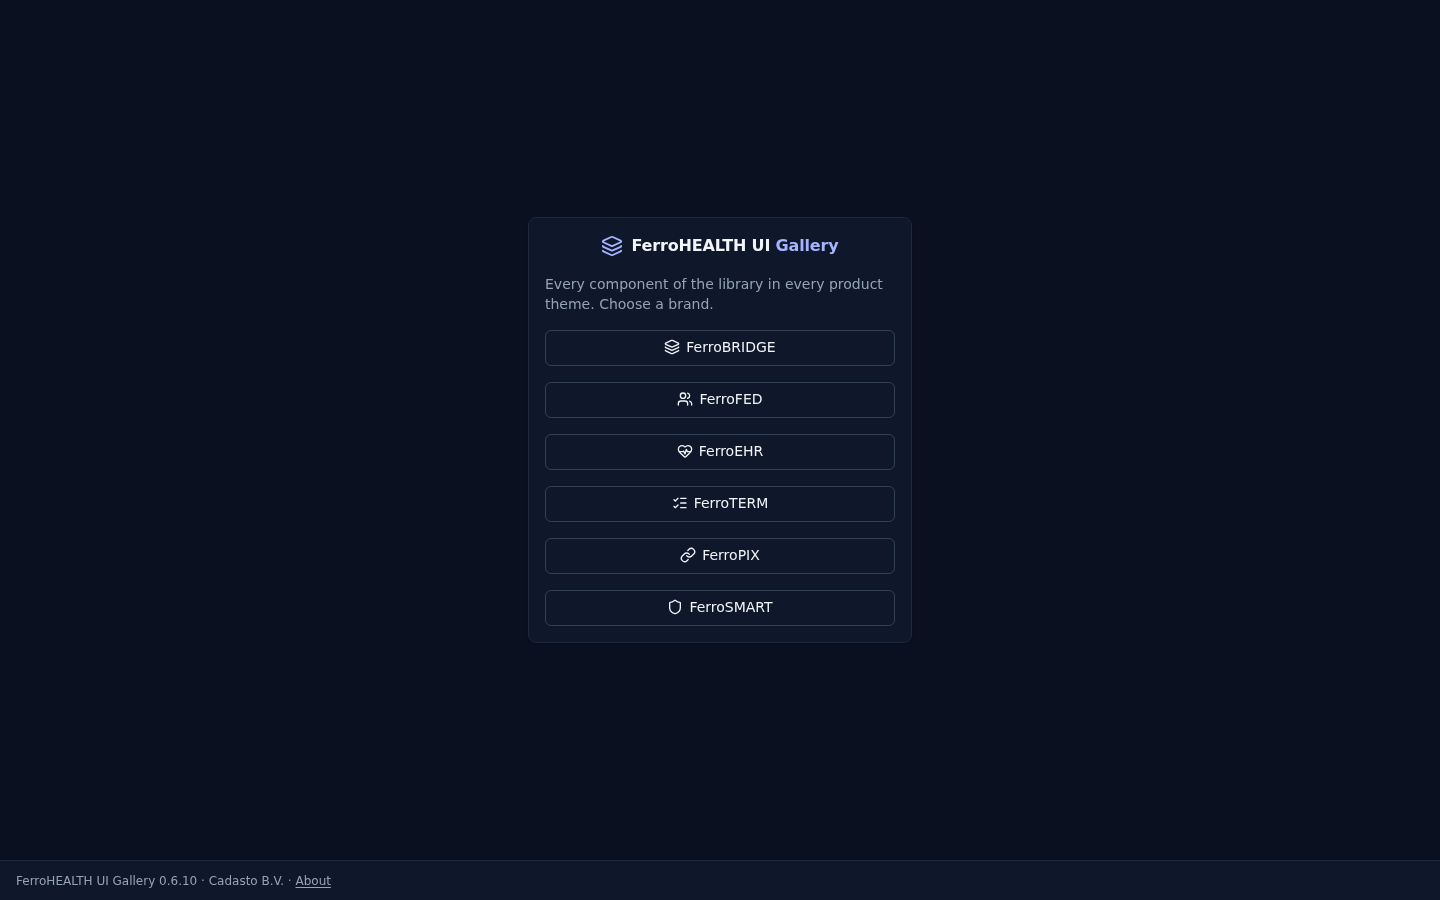 FerroHEALTH UI Gallery
Every component of the library in every product
theme. Choose a brand.
FerroBRIDGE
FerroFED
FerroEHR
FerroTERM
FerroPIX
FerroSMART
FerroHEALTH UI Gallery 0.6.10 · Cadasto B.V. · About